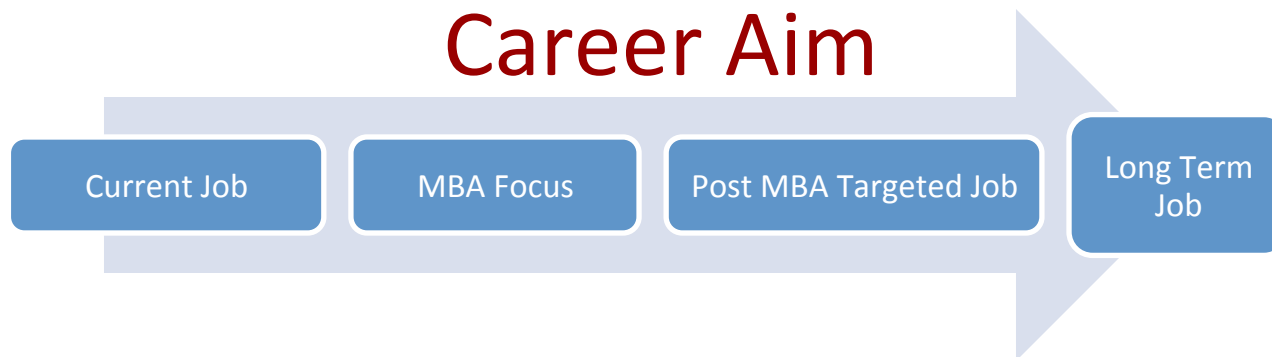 Career Aim
Current Job
MBA Focus
Post MBA Targeted Job
Long Term
Job